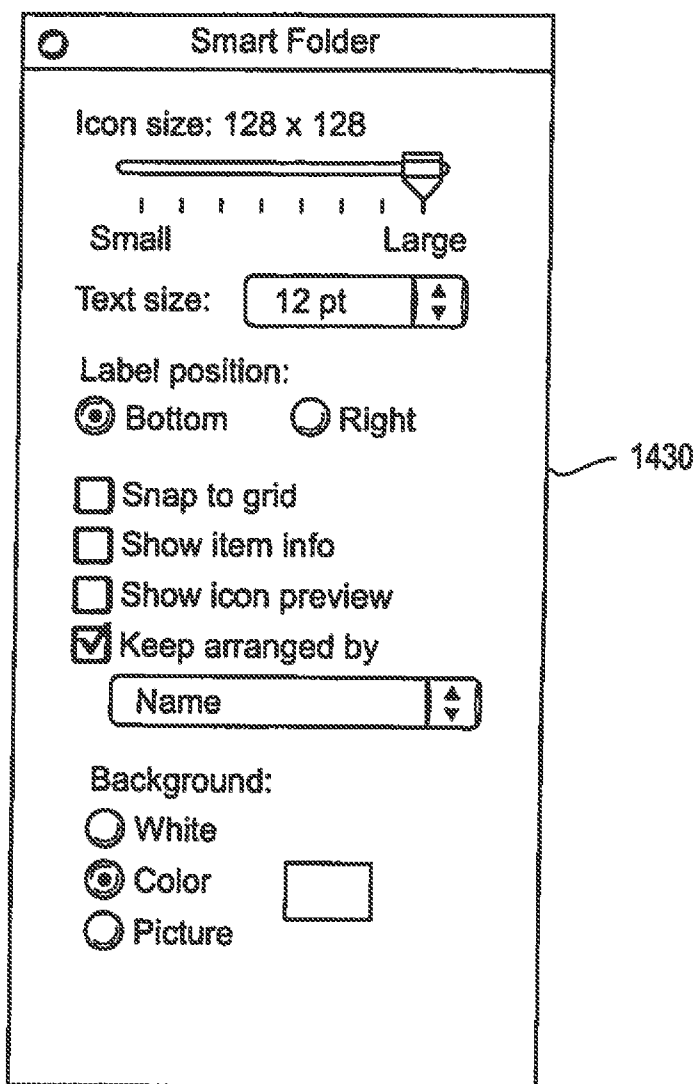 Smart Folder
Icon size: 128 x 128
Small Large
Text size: 12 pt
Label position:
Bottom Right
1430
Snap to grid
Show item info
Show icon preview
Keep arranged by
Name
Background:
White
Color
Picture